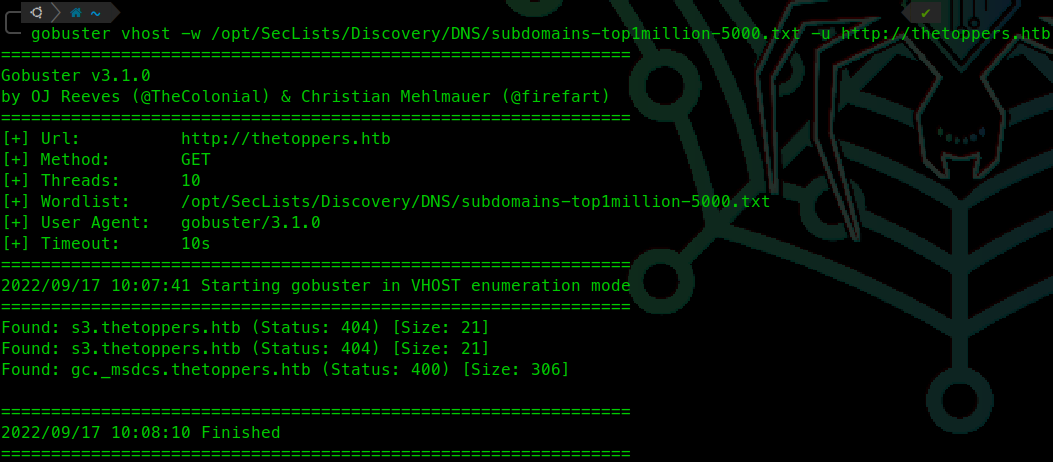 ~
gobuster vhost -w /opt/SecLists/Discovery/DNS/subdomains-top1million-5000.txt -u http://thetoppers.htb
===============================================================
Gobuster v3.1.0
by OJ Reeves (@TheColonial) & Christian Mehlmauer (@firefart)
===============================================================
[+] Url:          http://thetoppers.htb
[+] Method:       GET
[+] Threads:      10
[+] Wordlist:     /opt/SecLists/Discovery/DNS/subdomains-top1million-5000.txt
[+] User Agent:   gobuster/3.1.0
[+] Timeout:      10s
===============================================================
2022/09/17 10:07:41 Starting gobuster in VHOST enumeration mode
===============================================================
Found: s3.thetoppers.htb (Status: 404) [Size: 21]
Found: s3.thetoppers.htb (Status: 404) [Size: 21]
Found: gc._msdcs.thetoppers.htb (Status: 400) [Size: 306]
===============================================================
2022/09/17 10:08:10 Finished
===============================================================